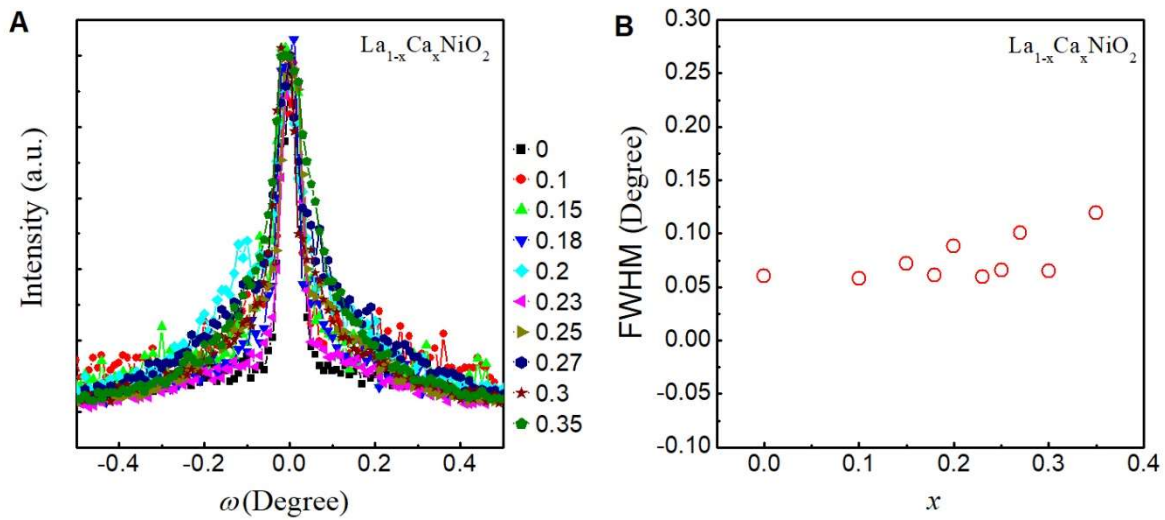 A
La1-xCaxNiO2
Intensity (a.u.)
0
0.1
0.15
0.18
0.2
0.23
0.25
0.27
0.3
0.35
-0.4 -0.2 0.0 0.2 0.4
ω (Degree)
B
La1-xCaxNiO2
FWHM (Degree)
0.30
0.25
0.20
0.15
0.10
0.05
0.00
-0.05
-0.10
0.0 0.1 0.2 0.3 0.4
x